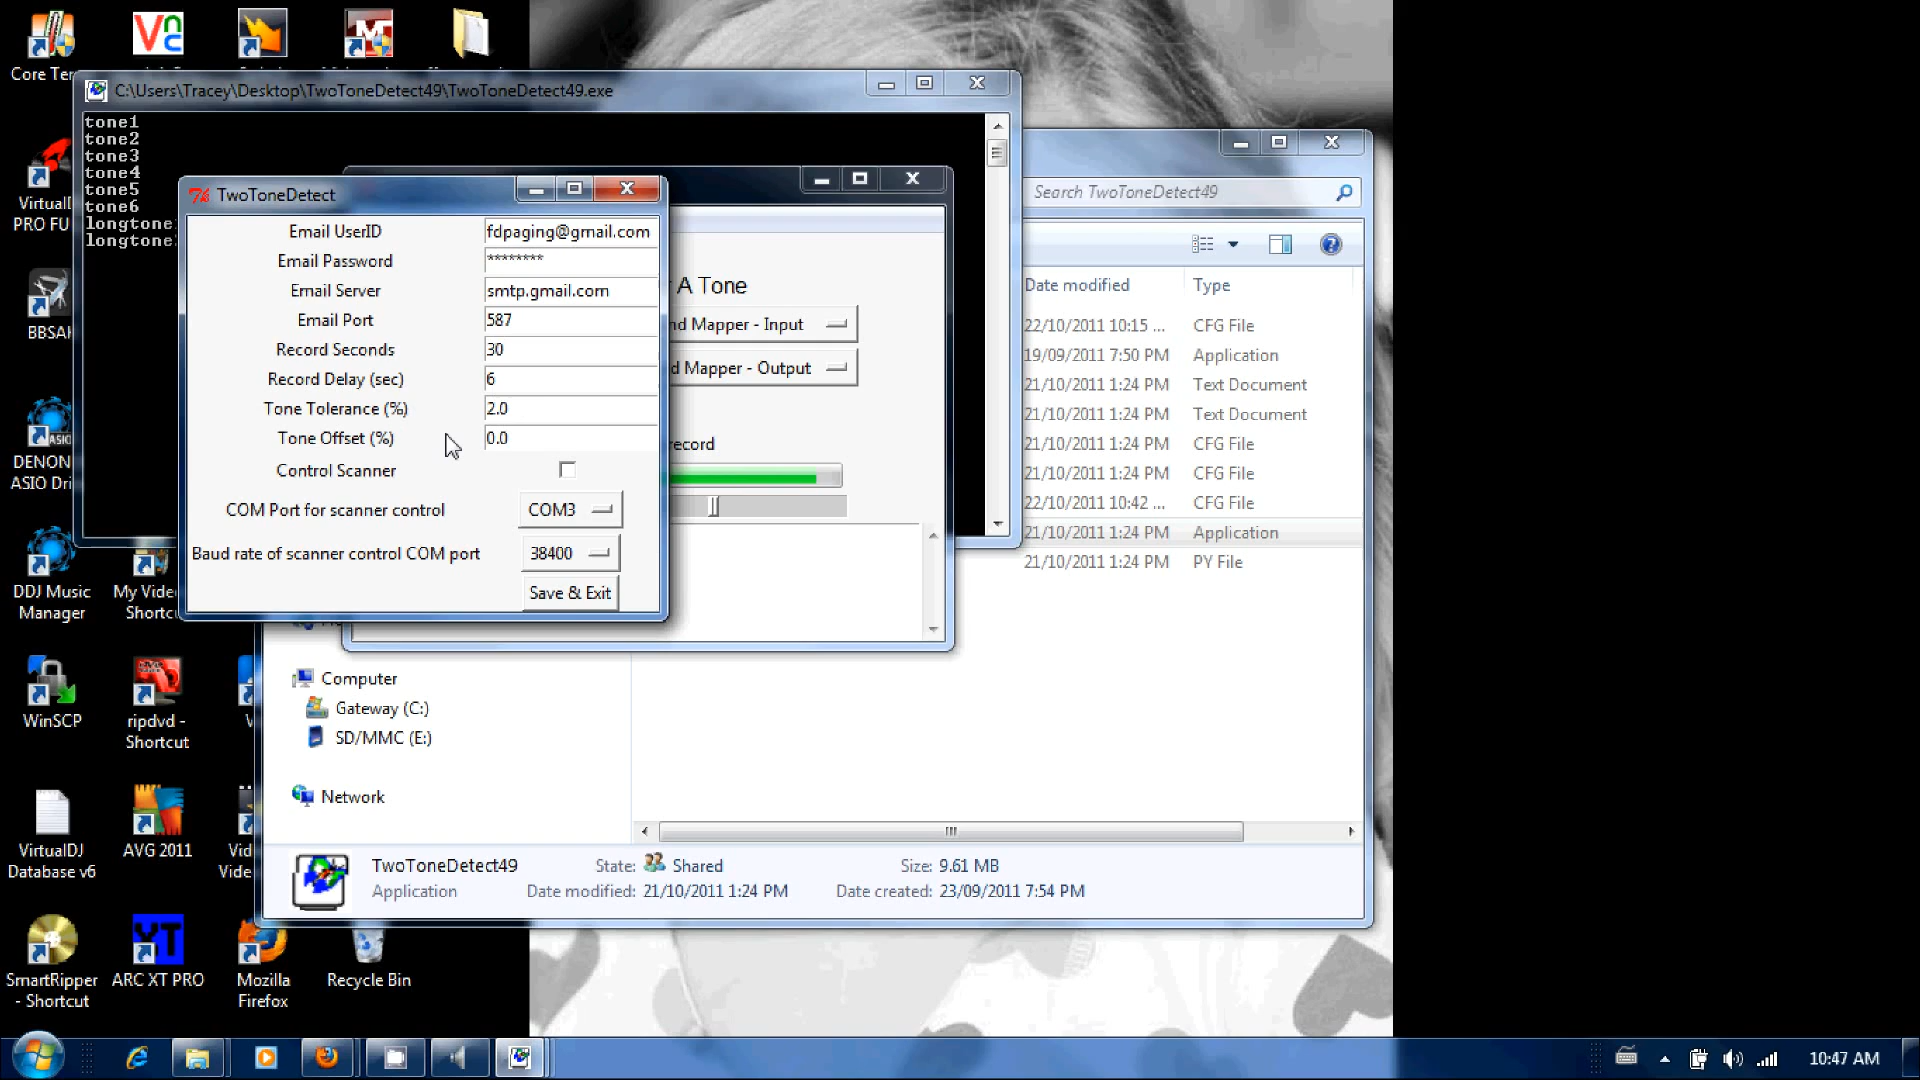 Core Te
C:\Users\Tracey\Desktop\TwoToneDetect49\TwoToneDetect49.exe
tone1
tone2
tone3
tone4
tone5
tone6
longtone
longtone
TwoToneDetect
Email UserID
fdpaging@gmail.com
Email Password
********
Email Server
smtp.gmail.com
Email Port
587
Record Seconds
30
Record Delay (sec)
6
Tone Tolerance (%)
2.0
Tone Offset (%)
0.0
Control Scanner
COM Port for scanner control
COM3
Baud rate of scanner control COM port
38400
Save & Exit
A Tone
nd Mapper - Input
d Mapper - Output
record
Search TwoToneDetect49
Date modified
Type
22/10/2011 10:15 ...
CFG File
19/09/2011 7:50 PM
Application
21/10/2011 1:24 PM
Text Document
21/10/2011 1:24 PM
Text Document
21/10/2011 1:24 PM
CFG File
21/10/2011 1:24 PM
CFG File
22/10/2011 10:42 ...
CFG File
21/10/2011 1:24 PM
Application
21/10/2011 1:24 PM
PY File
Computer
Gateway (C:)
SD/MMC (E:)
Network
TwoToneDetect49
State:
Shared
Size: 9.61 MB
Application
Date modified: 21/10/2011 1:24 PM
Date created: 23/09/2011 7:54 PM
Virtual
PRO FU
BBSA
DENON
ASIO Dri
DDJ Music
Manager
My Vide
Shortc
WinSCP
ripdvd -
Shortcut
VirtualDJ
Database v6
AVG 2011
Vid
Vide
SmartRipper
- Shortcut
ARC XT PRO
Mozilla
Firefox
Recycle Bin
10:47 AM